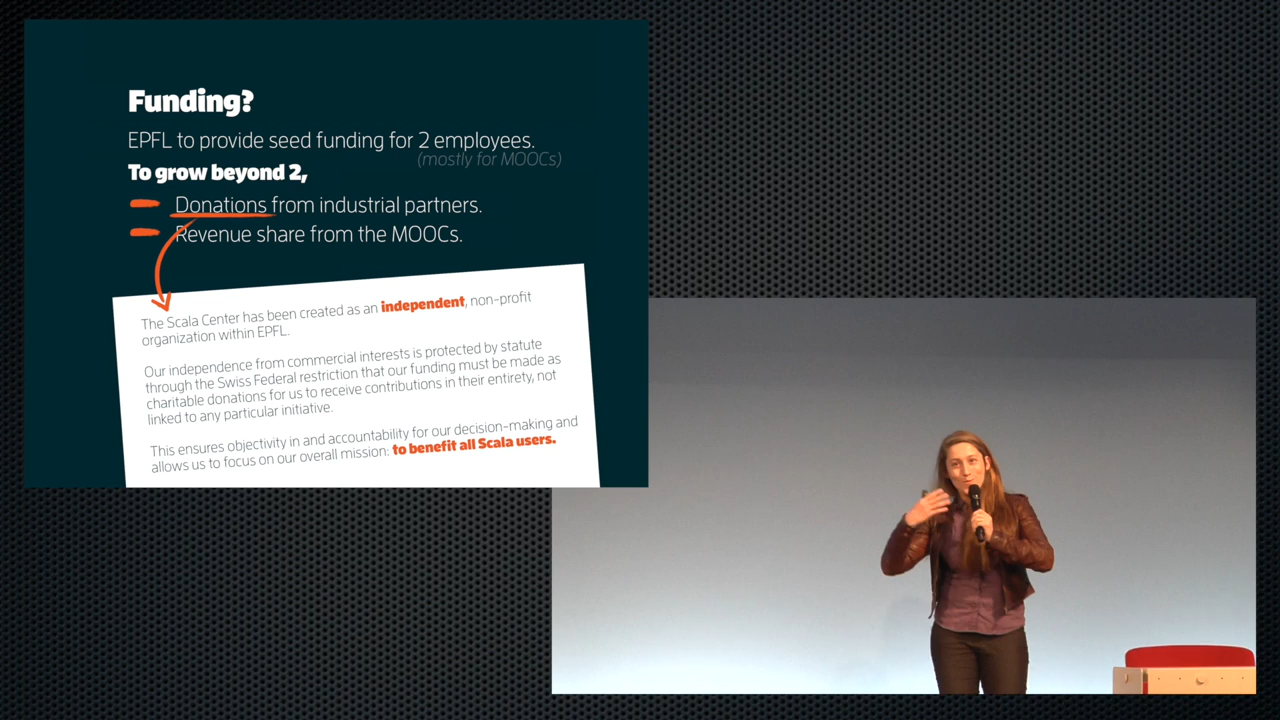 Funding?
EPFL to provide seed funding for 2 employees.
(mostly for MOOCs)
To grow beyond 2,
Donations from industrial partners.
Revenue share from the MOOCs.
The Scala Center has been created as an independent, non-profit
organization within EPFL.
Our independence from commercial interests is protected by statute
through the Swiss Federal restriction that our funding must be made as
charitable donations for us to receive contributions in their entirety, not
linked to any particular initiative.
This ensures objectivity in and accountability for our decision-making and
allows us to focus on our overall mission: to benefit all Scala users.